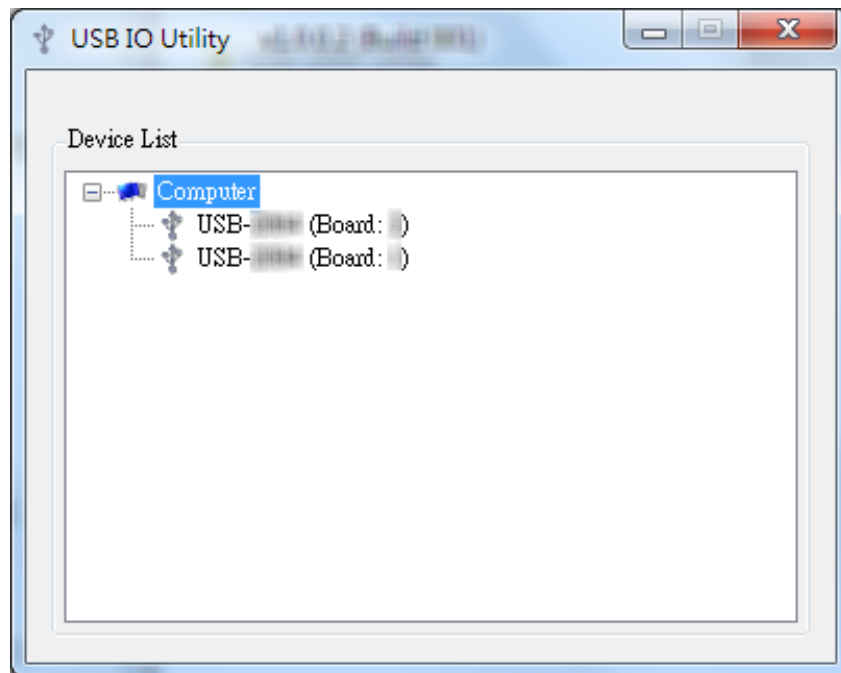 USB IO Utility
Device List
Computer
USB- (Board: )
USB- (Board: )